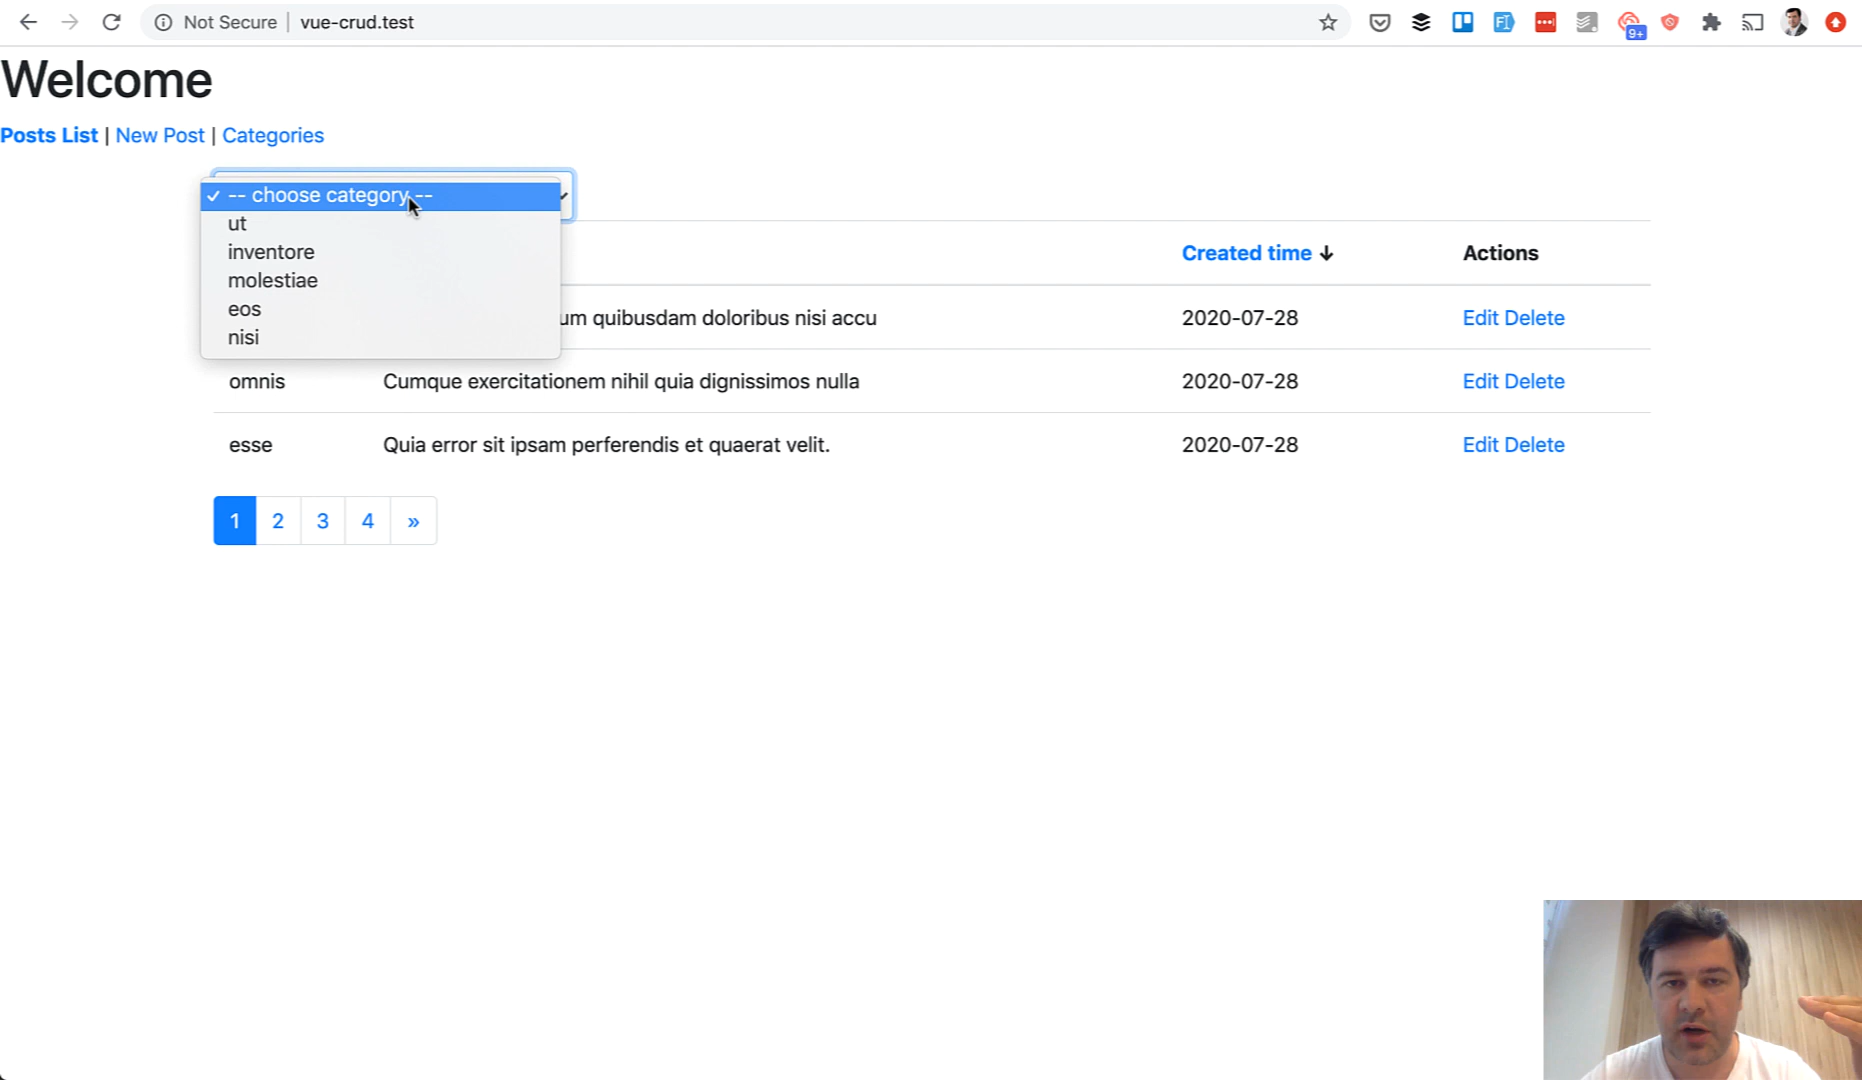 Not Secure | vue-crud.test
9+
Welcome
Posts List | New Post | Categories
-- choose category --
ut
inventore
molestiae
eos
nisi
Created time ↓ Actions
um quibusdam doloribus nisi accu 2020-07-28 Edit Delete
omnis Cumque exercitationem nihil quia dignissimos nulla 2020-07-28 Edit Delete
esse Quia error sit ipsam perferendis et quaerat velit. 2020-07-28 Edit Delete
1 2 3 4 »